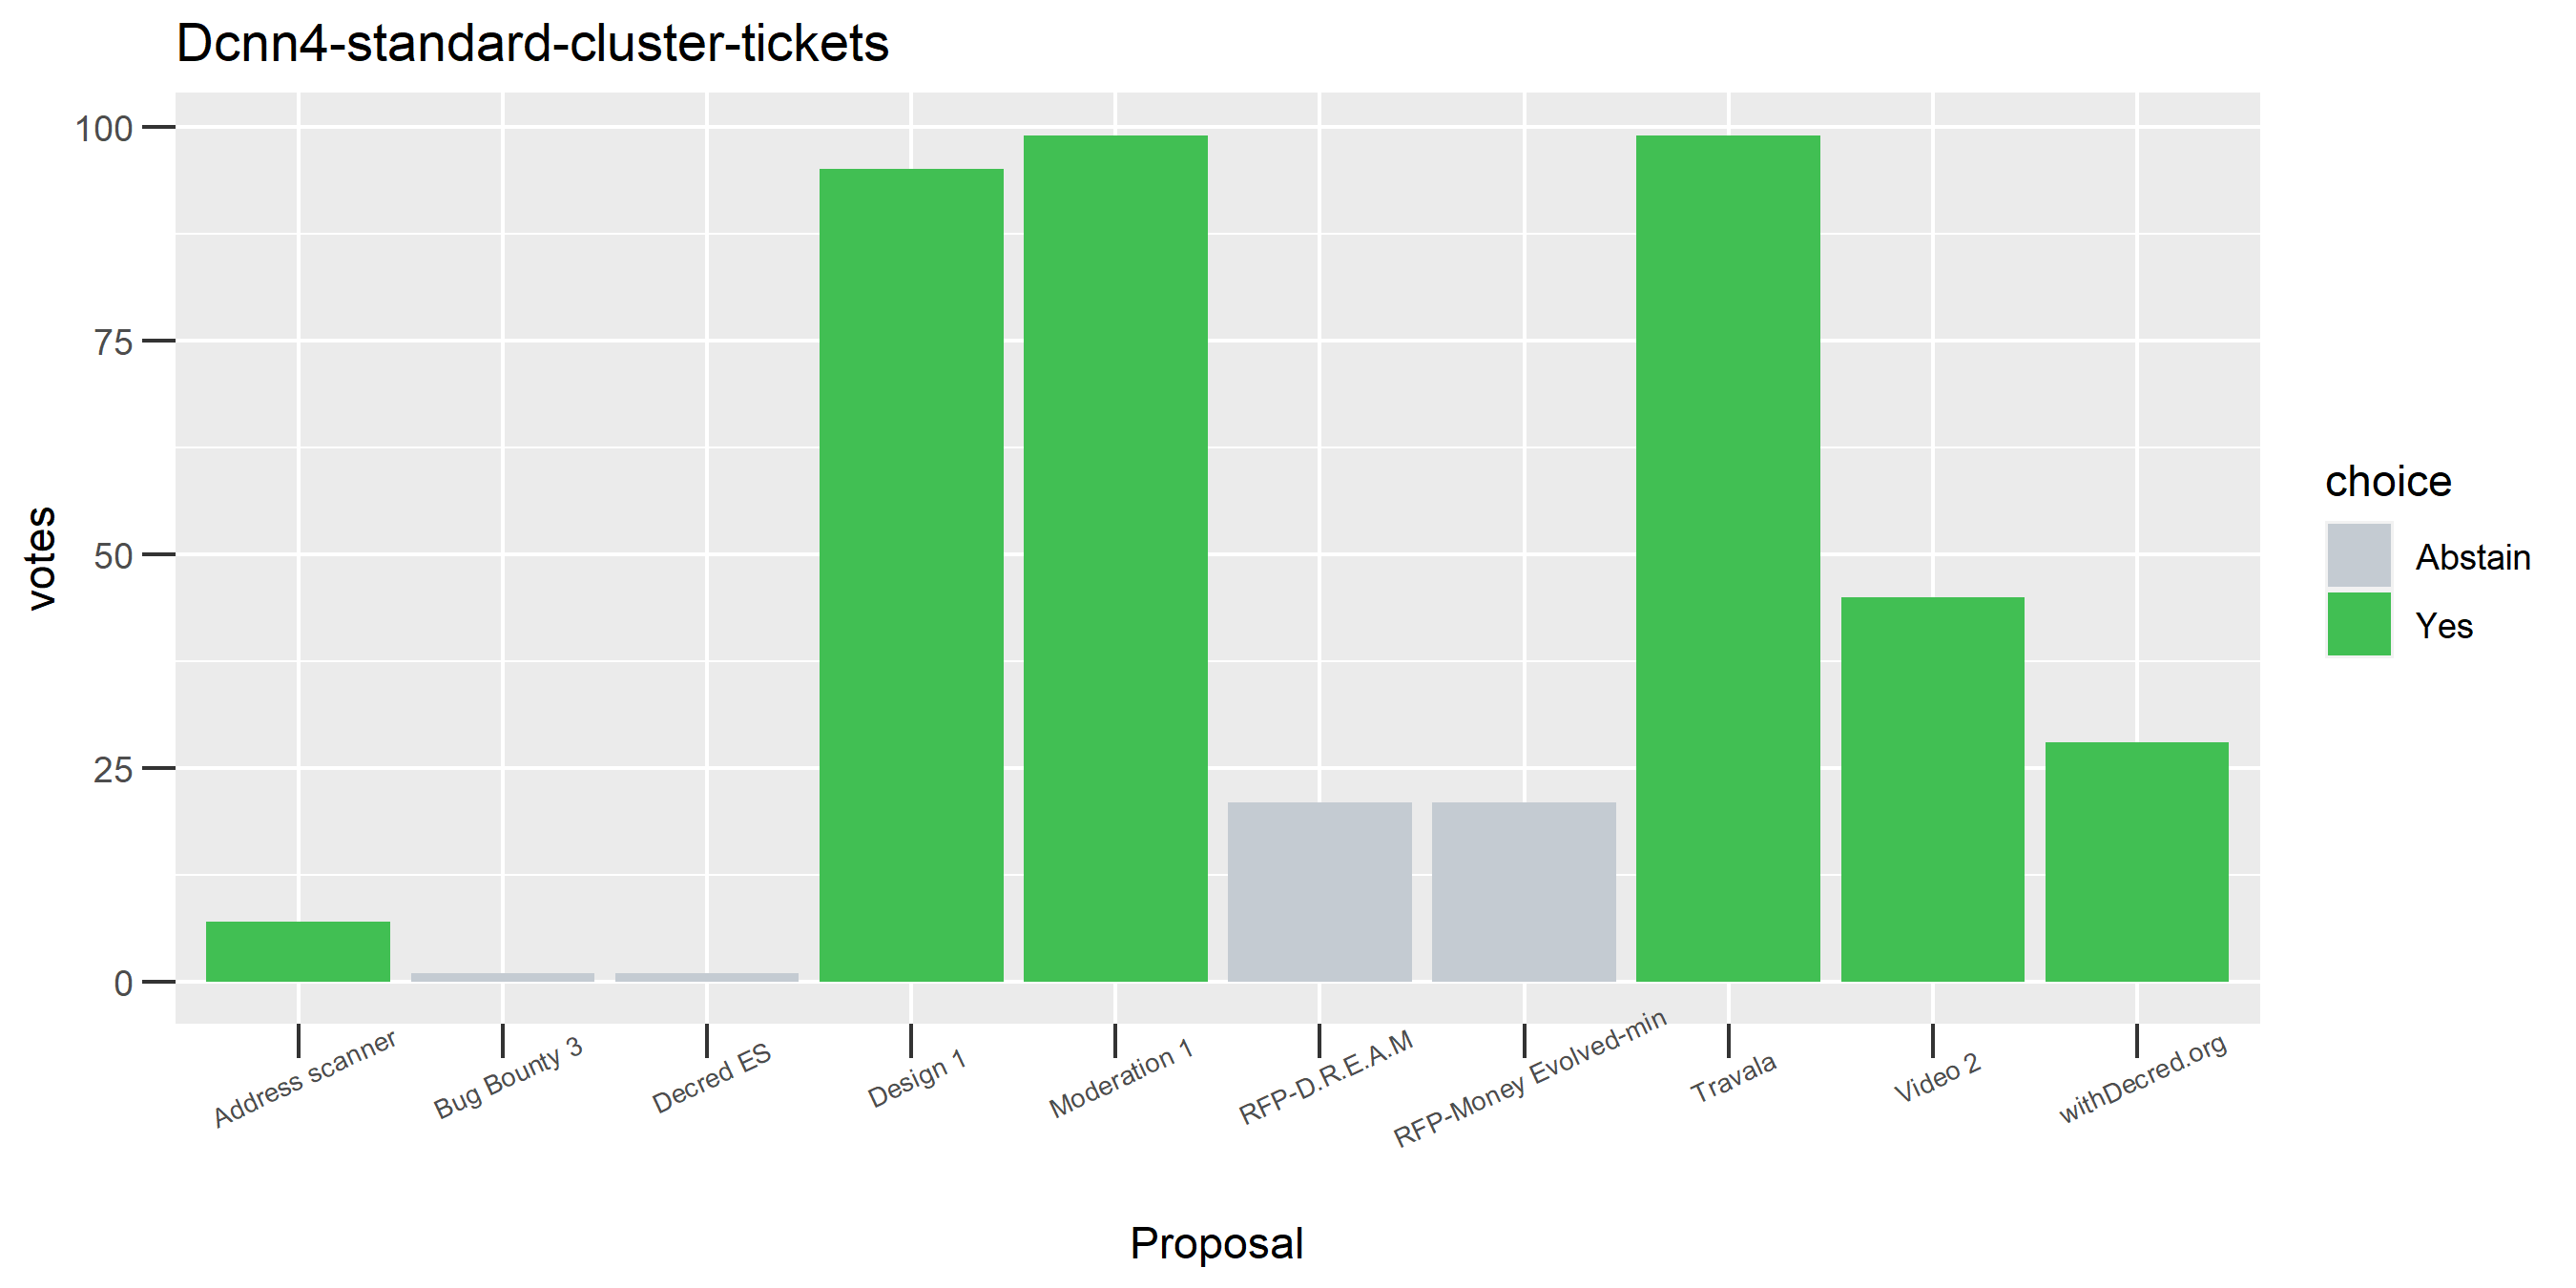 Dcnn4-standard-cluster-tickets
votes
100
75
50
25
0
Address scanner
Bug Bounty 3
Decred ES
Design 1
Moderation 1
RFP-D.R.E.A.M
RFP-Money Evolved-min
Travala
Video 2
withDecred.org
Proposal
choice
Abstain
Yes